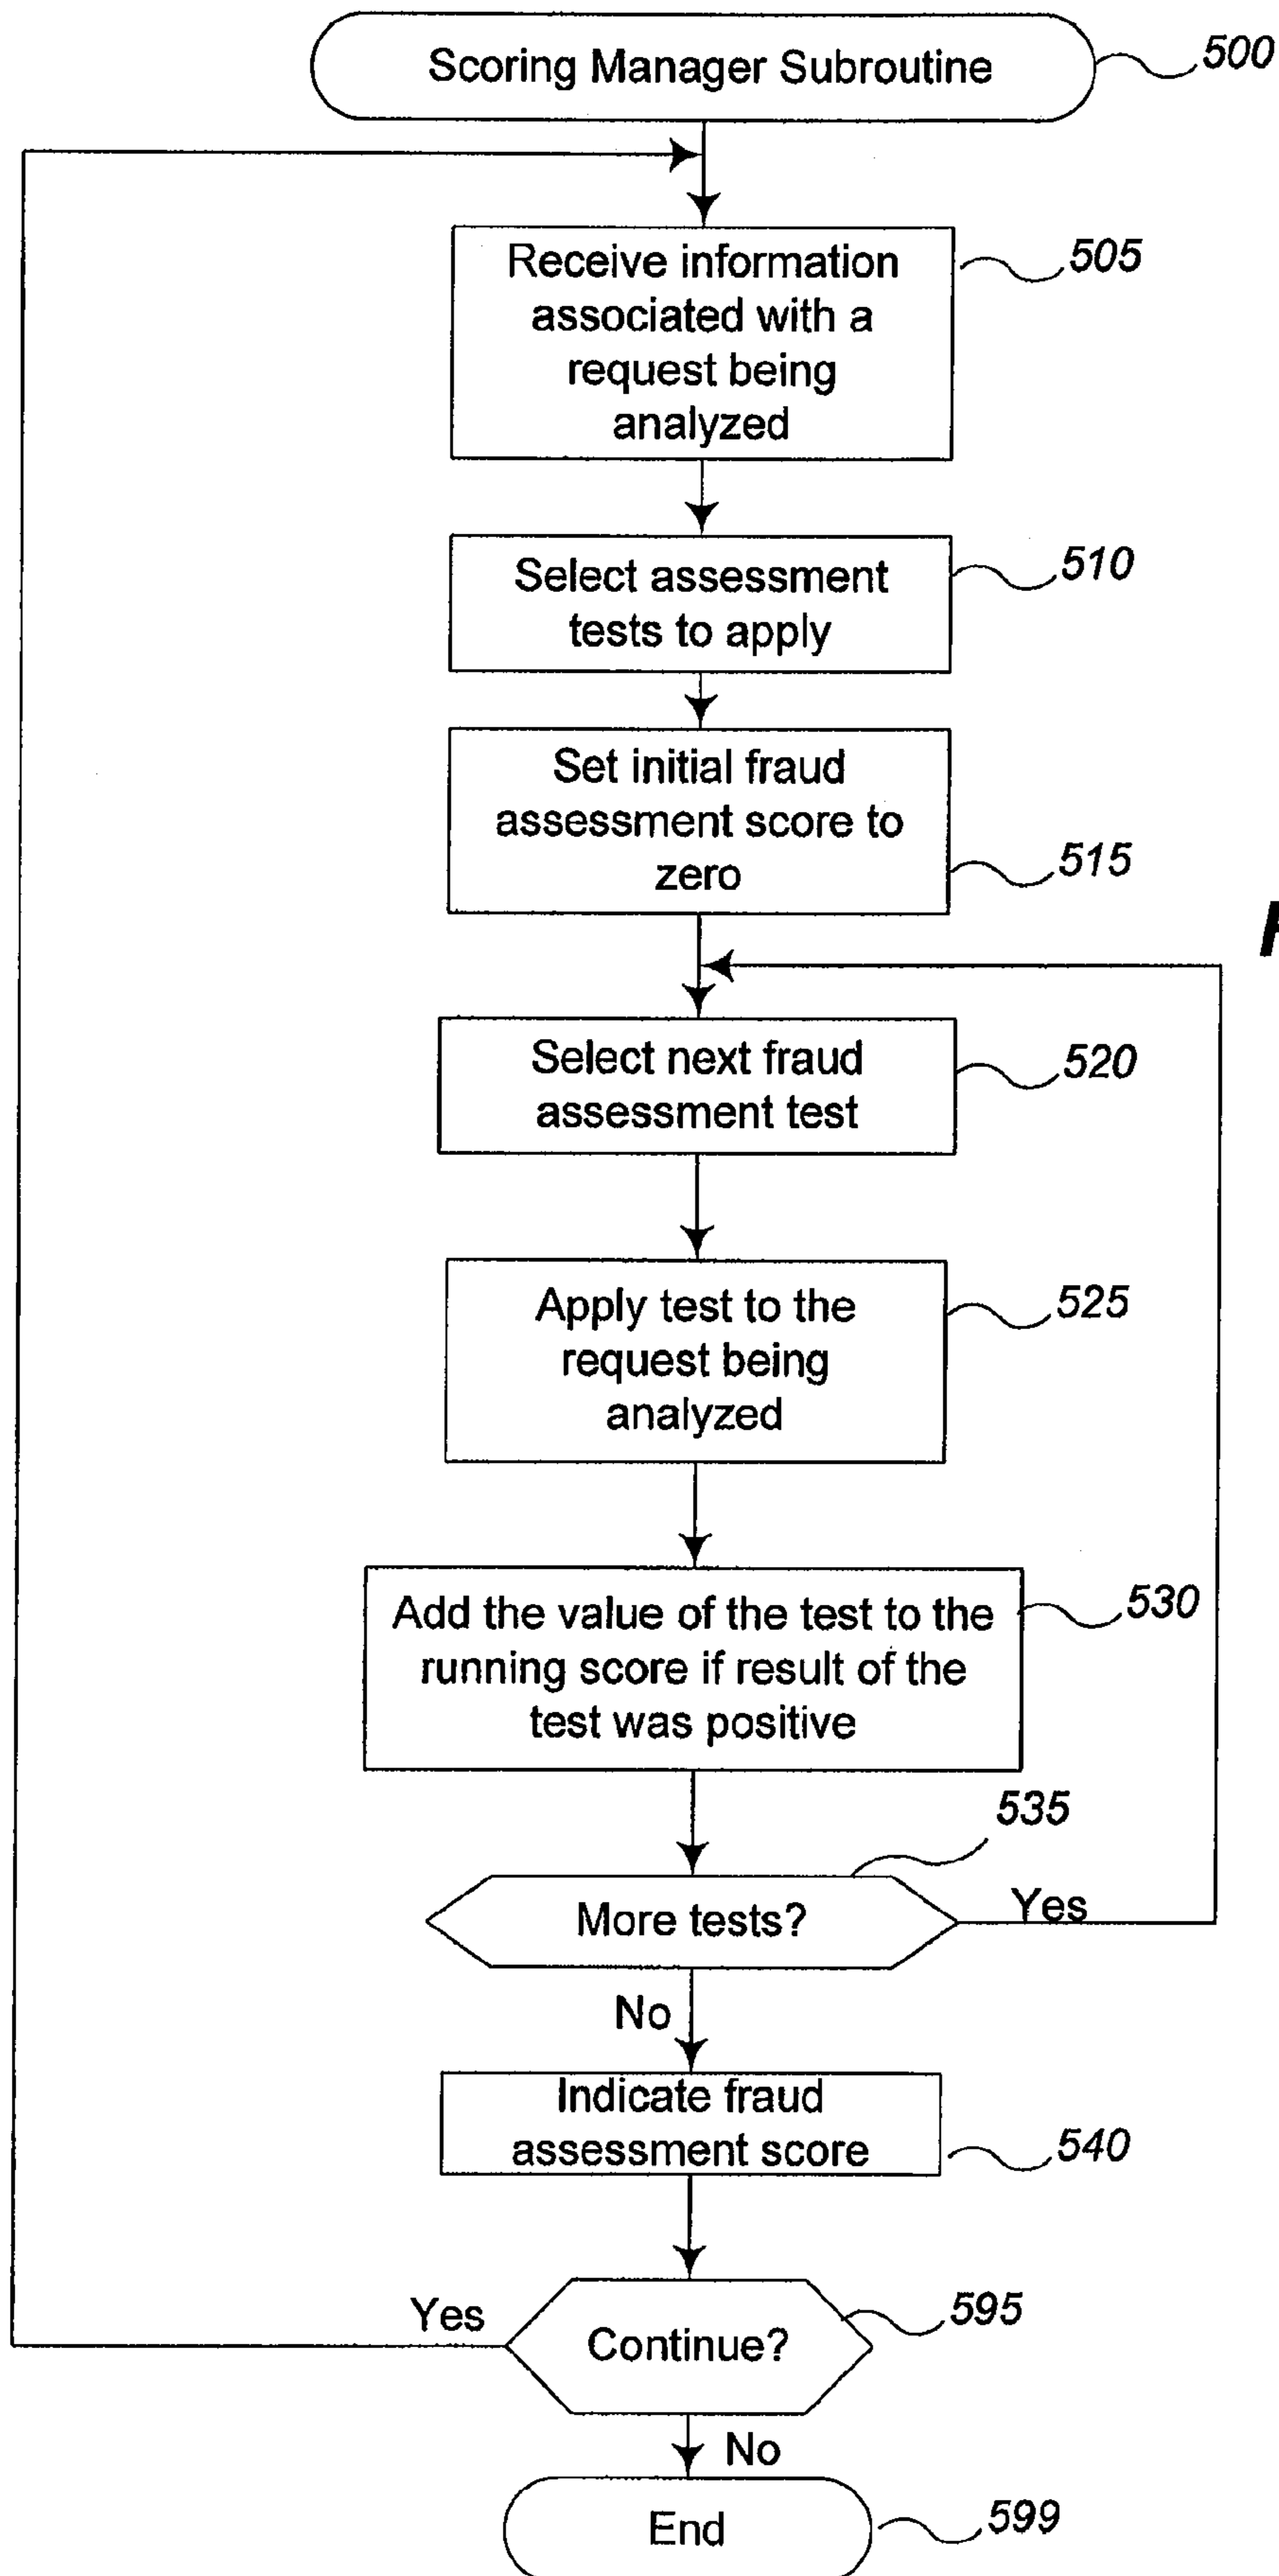 Scoring Manager Subroutine
500
Receive information
associated with a
request being
analyzed
505
Select assessment
tests to apply
510
Set initial fraud
assessment score to
zero
515
Select next fraud
assessment test
520
Apply test to the
request being
analyzed
525
Add the value of the test to the
running score if result of the
test was positive
530
535
More tests?
Yes
No
Indicate fraud
assessment score
540
Yes
Continue?
595
No
End
599